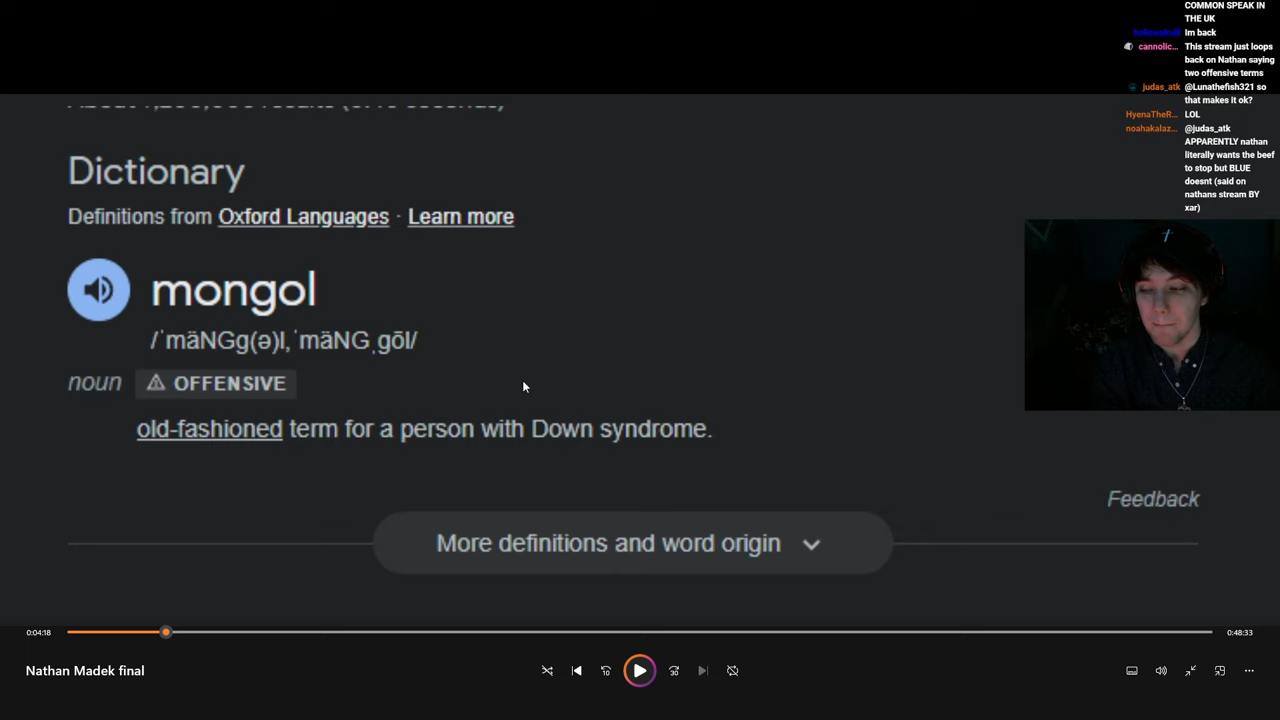 COMMON SPEAK IN
THE UK
Im back
cannolic... This stream just loops
back on Nathan saying
two offensive terms
judas_atk @Lunathefish321 so
that makes it ok?
HyenaTheR... LOL
noahakalaz... @judas_atk
APPARENTLY nathan
literally wants the beef
to stop but BLUE
doesnt (said on
nathans stream BY
xar)
Dictionary
Definitions from Oxford Languages · Learn more
mongol
/ˈmäNGg(ə)l,ˈmäNGˌgōl/
noun OFFENSIVE
old-fashioned term for a person with Down syndrome.
Feedback
More definitions and word origin
0:04:18
0:48:33
Nathan Madek final
10
30